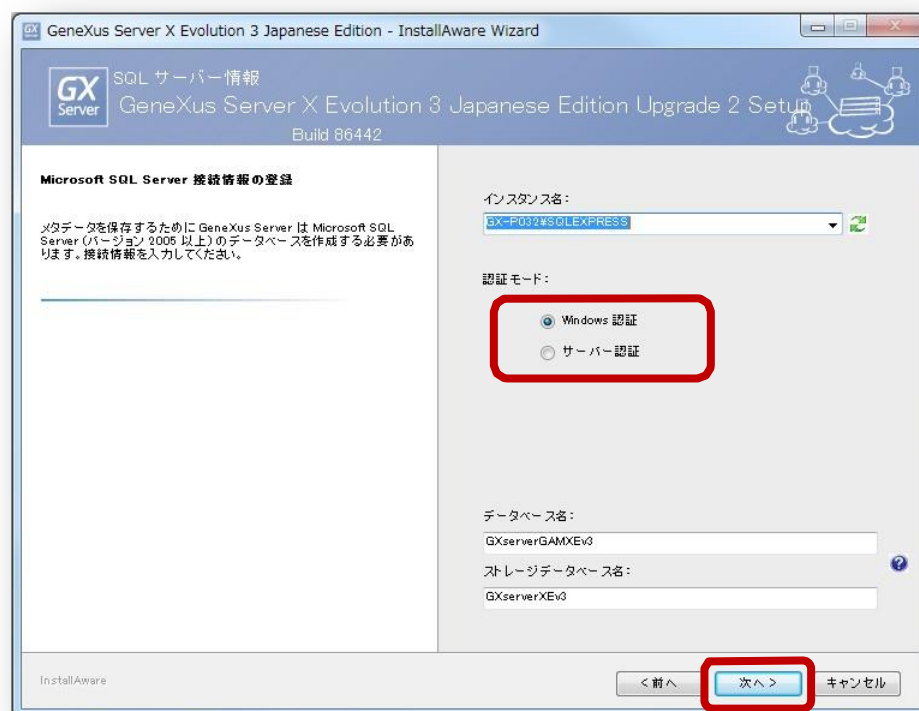 GeneXus Server X Evolution 3 Japanese Edition - InstallAware Wizard
GX
Server
SQL サーバー情報
GeneXus Server X Evolution 3 Japanese Edition Upgrade 2 Setup
Build 86442
Microsoft SQL Server 接続情報の登録
メタデータを保存するために GeneXus Server は Microsoft SQL
Server (バージョン 2005 以上) のデータベースを作成する必要があ
ります。接続情報を入力してください。
インスタンス名:
GX-P032¥SQLEXPRESS
認証モード:
Windows 認証
サーバー認証
データベース名:
GXserverGAMXEv3
ストレージデータベース名:
GXserverXEv3
InstallAware
<前へ
次へ>
キャンセル